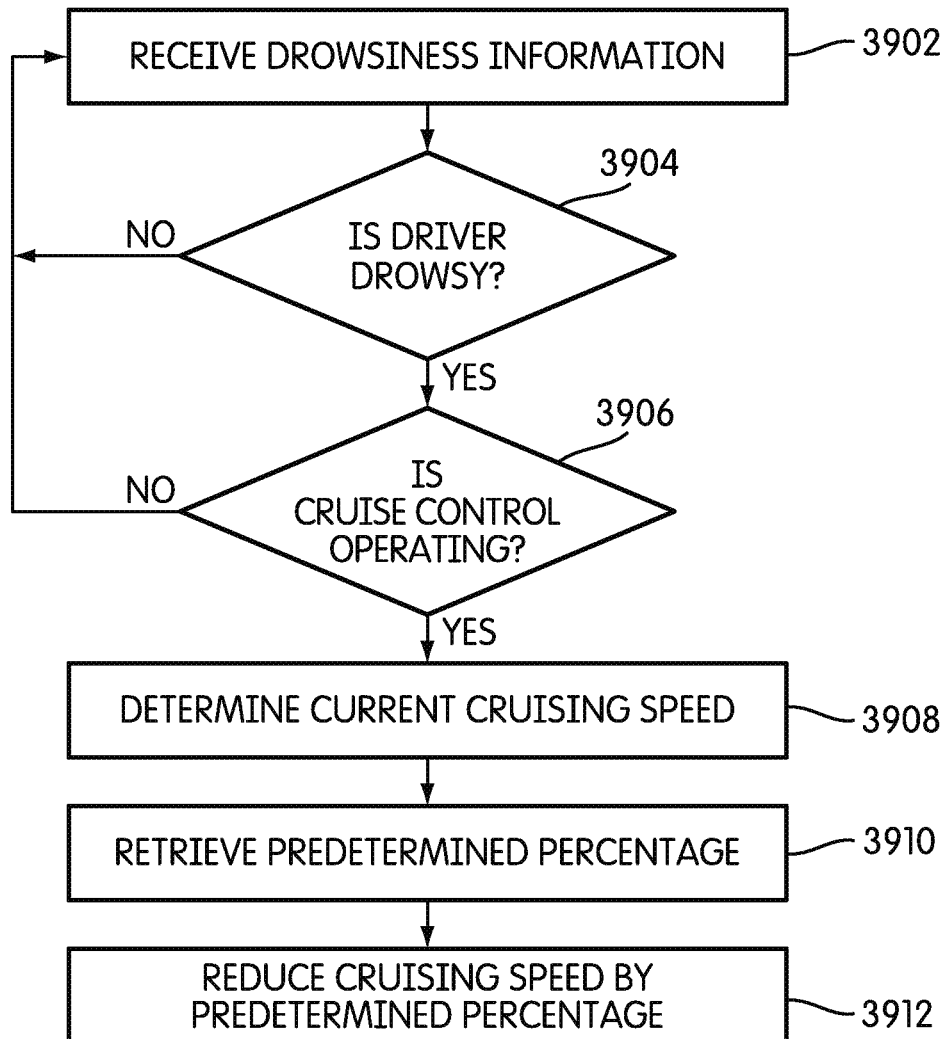 RECEIVE DROWSINESS INFORMATION
3902
3904
IS DRIVER
DROWSY?
NO
YES
3906
IS
CRUISE CONTROL
OPERATING?
NO
YES
DETERMINE CURRENT CRUISING SPEED
3908
RETRIEVE PREDETERMINED PERCENTAGE
3910
REDUCE CRUISING SPEED BY
PREDETERMINED PERCENTAGE
3912